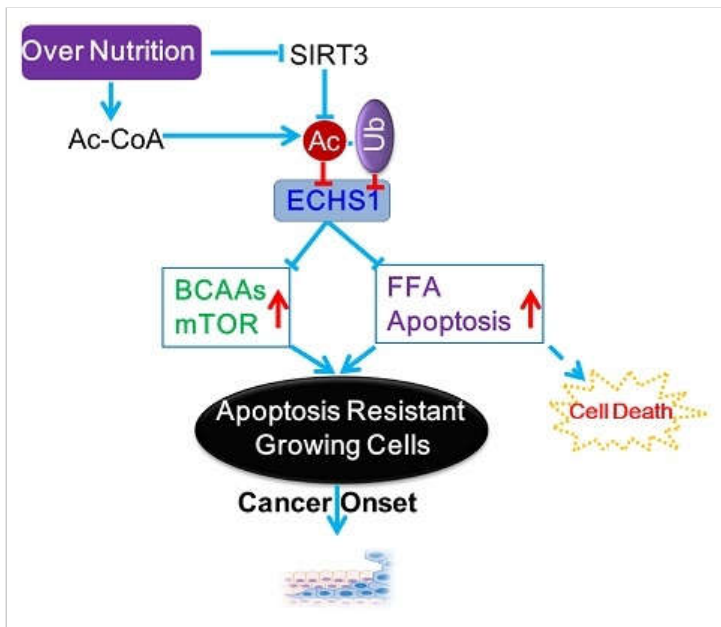 Over Nutrition
SIRT3
Ac-CoA
Ac
Ub
ECHS1
BCAAs
mTOR
FFA
Apoptosis
Cell Death
Apoptosis Resistant
Growing Cells
Cancer Onset